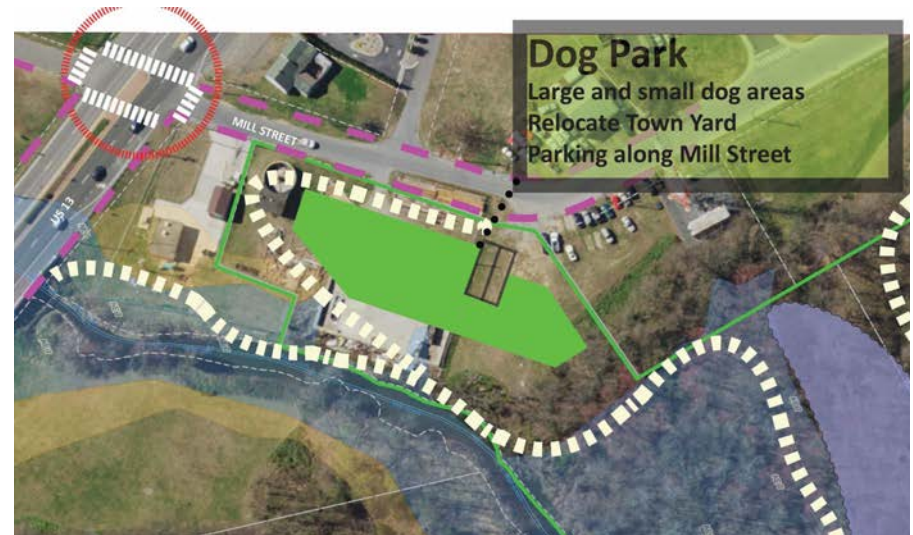 Dog Park
Large and small dog areas
Relocate Town Yard
Parking along Mill Street
MILL STREET
US 13